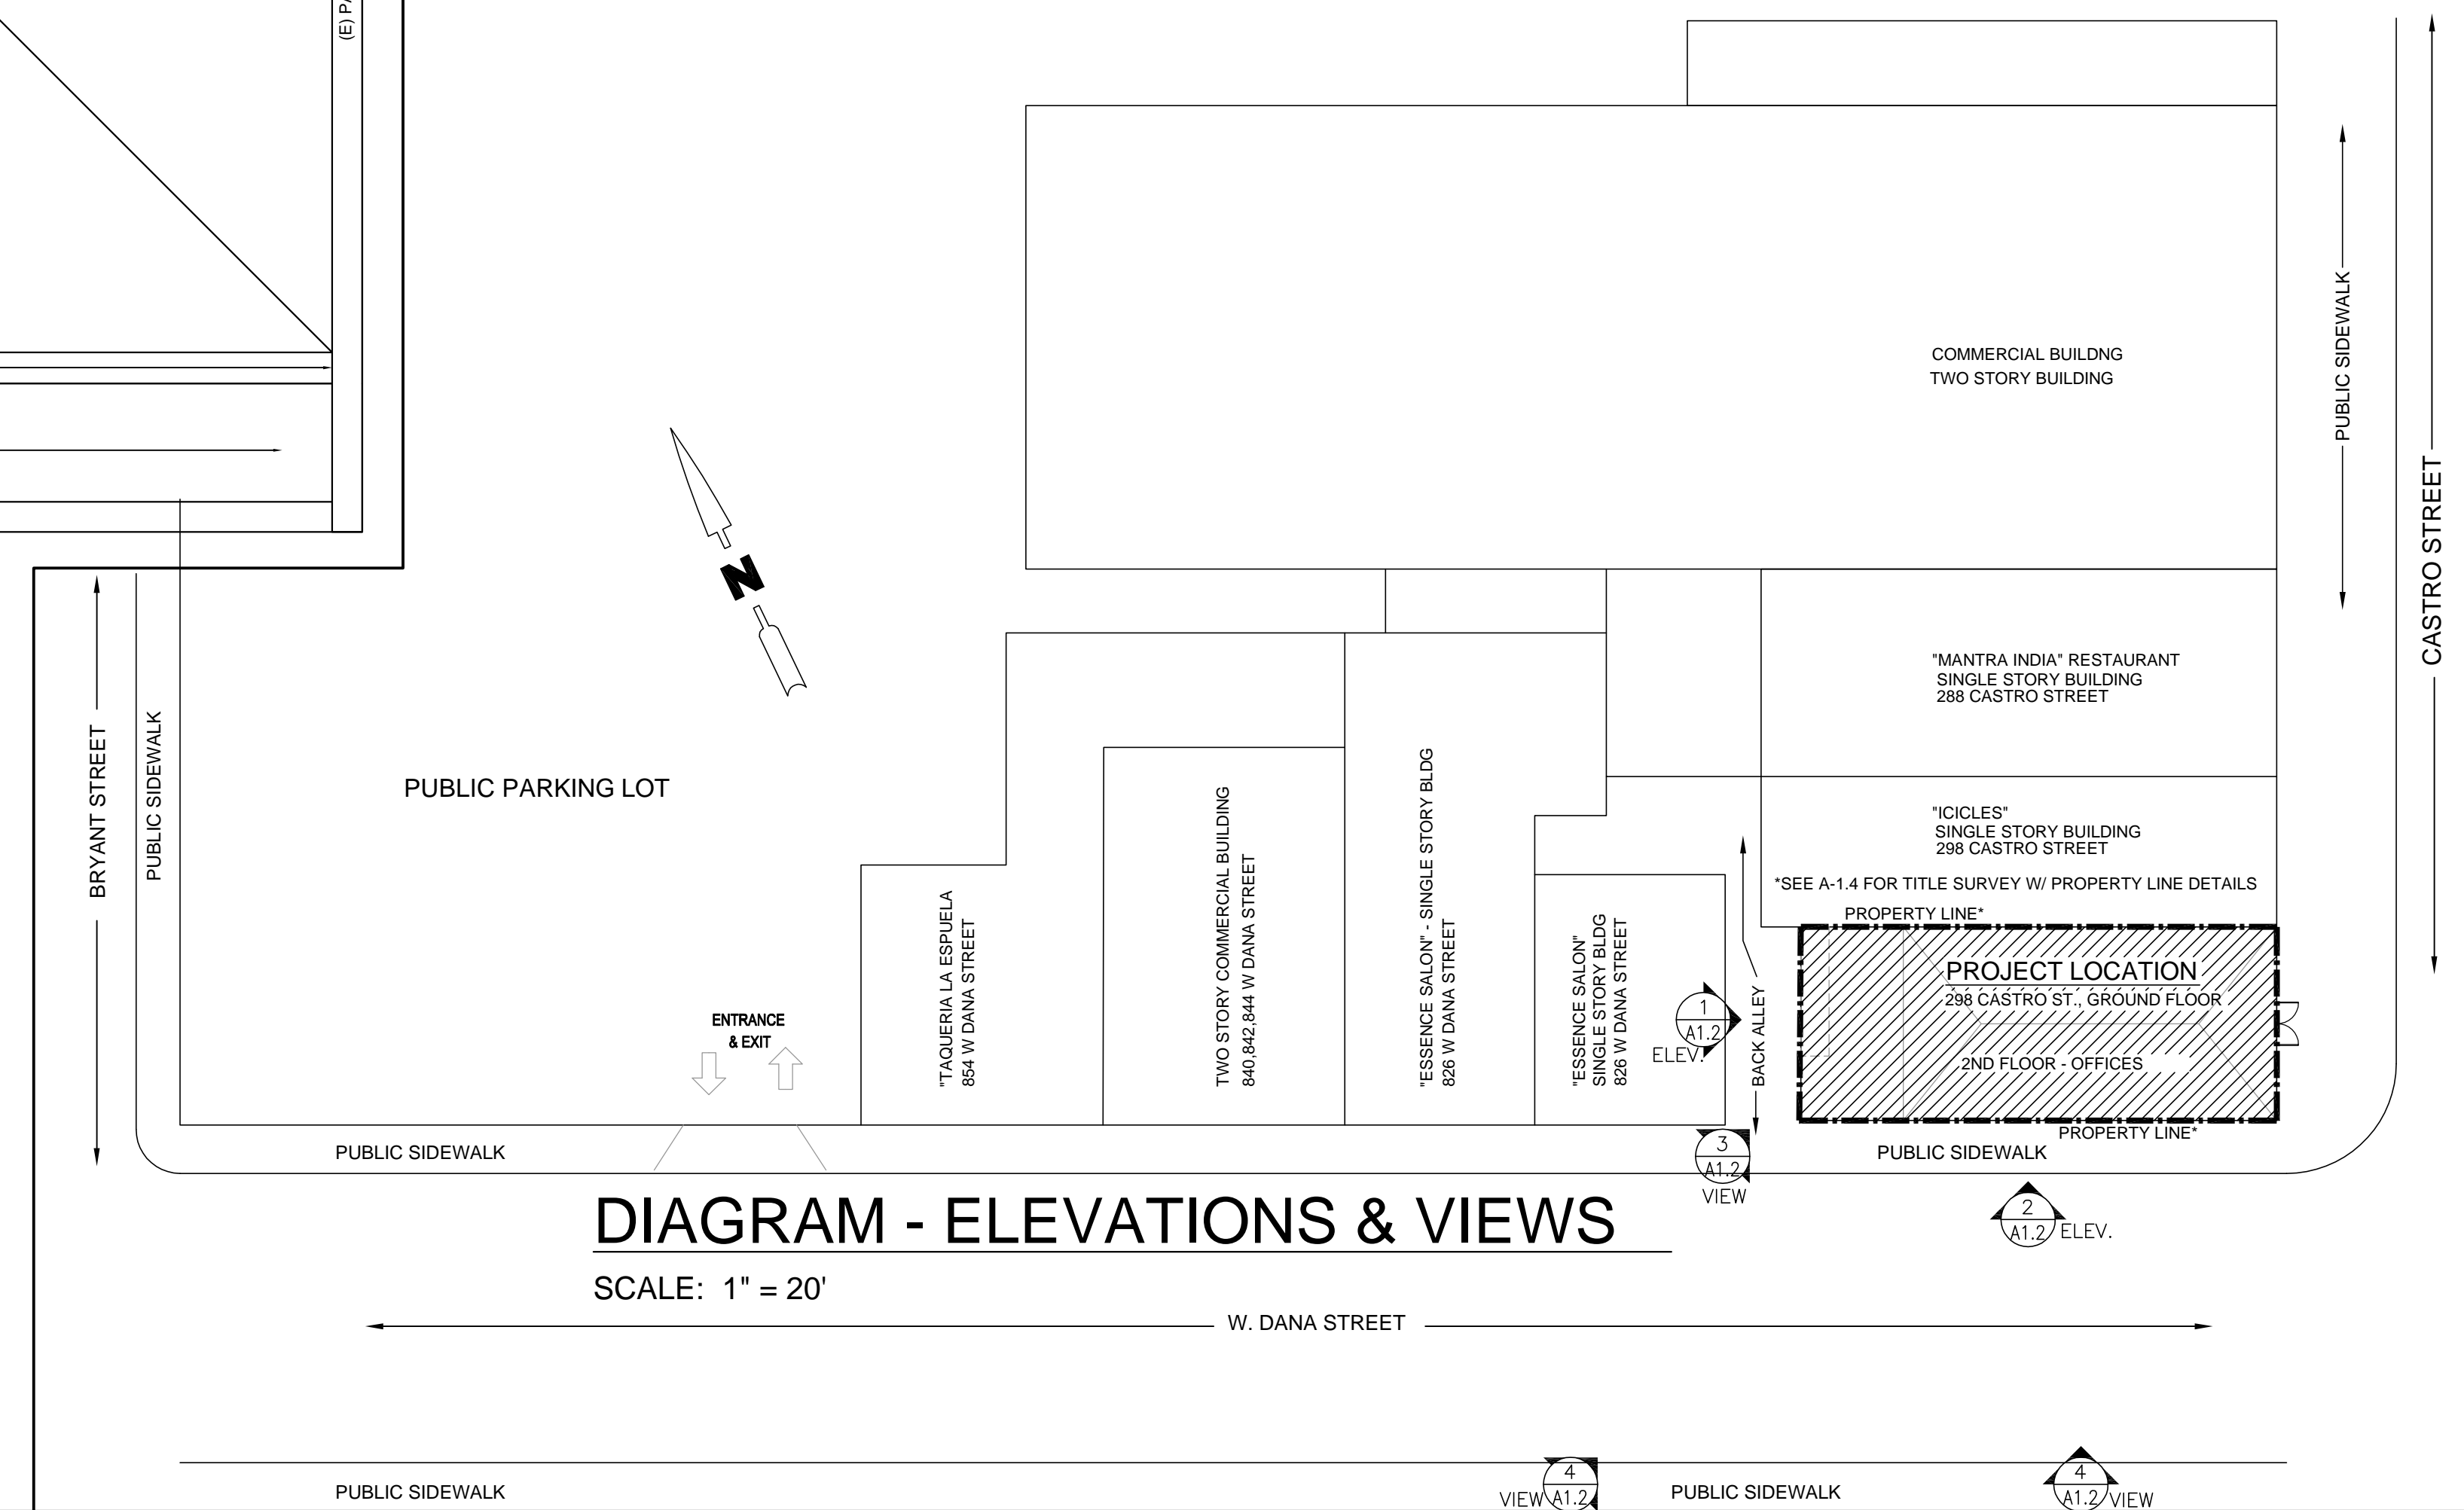 (E) PA
COMMERCIAL BUILDNG
TWO STORY BUILDING
PUBLIC SIDEWALK
CASTRO STREET
N
"MANTRA INDIA" RESTAURANT
SINGLE STORY BUILDING
288 CASTRO STREET
"ICICLES"
SINGLE STORY BUILDING
298 CASTRO STREET
*SEE A-1.4 FOR TITLE SURVEY W/ PROPERTY LINE DETAILS
PROPERTY LINE*
PROJECT LOCATION
298 CASTRO ST., GROUND FLOOR
2ND FLOOR - OFFICES
PROPERTY LINE*
PUBLIC SIDEWALK
BRYANT STREET
PUBLIC SIDEWALK
PUBLIC PARKING LOT
ENTRANCE
& EXIT
"TAQUERIA LA ESPUELA
854 W DANA STREET
TWO STORY COMMERCIAL BUILDING
840,842,844 W DANA STREET
"ESSENCE SALON" - SINGLE STORY BLDG
826 W DANA STREET
"ESSENCE SALON"
SINGLE STORY BLDG
826 W DANA STREET
1
A1.2
ELEV.
BACK ALLEY
PUBLIC SIDEWALK
3
A1.2
VIEW
2
A1.2
ELEV.
DIAGRAM - ELEVATIONS & VIEWS
SCALE: 1" = 20'
W. DANA STREET
PUBLIC SIDEWALK
4
A1.2
VIEW
PUBLIC SIDEWALK
4
A1.2
VIEW